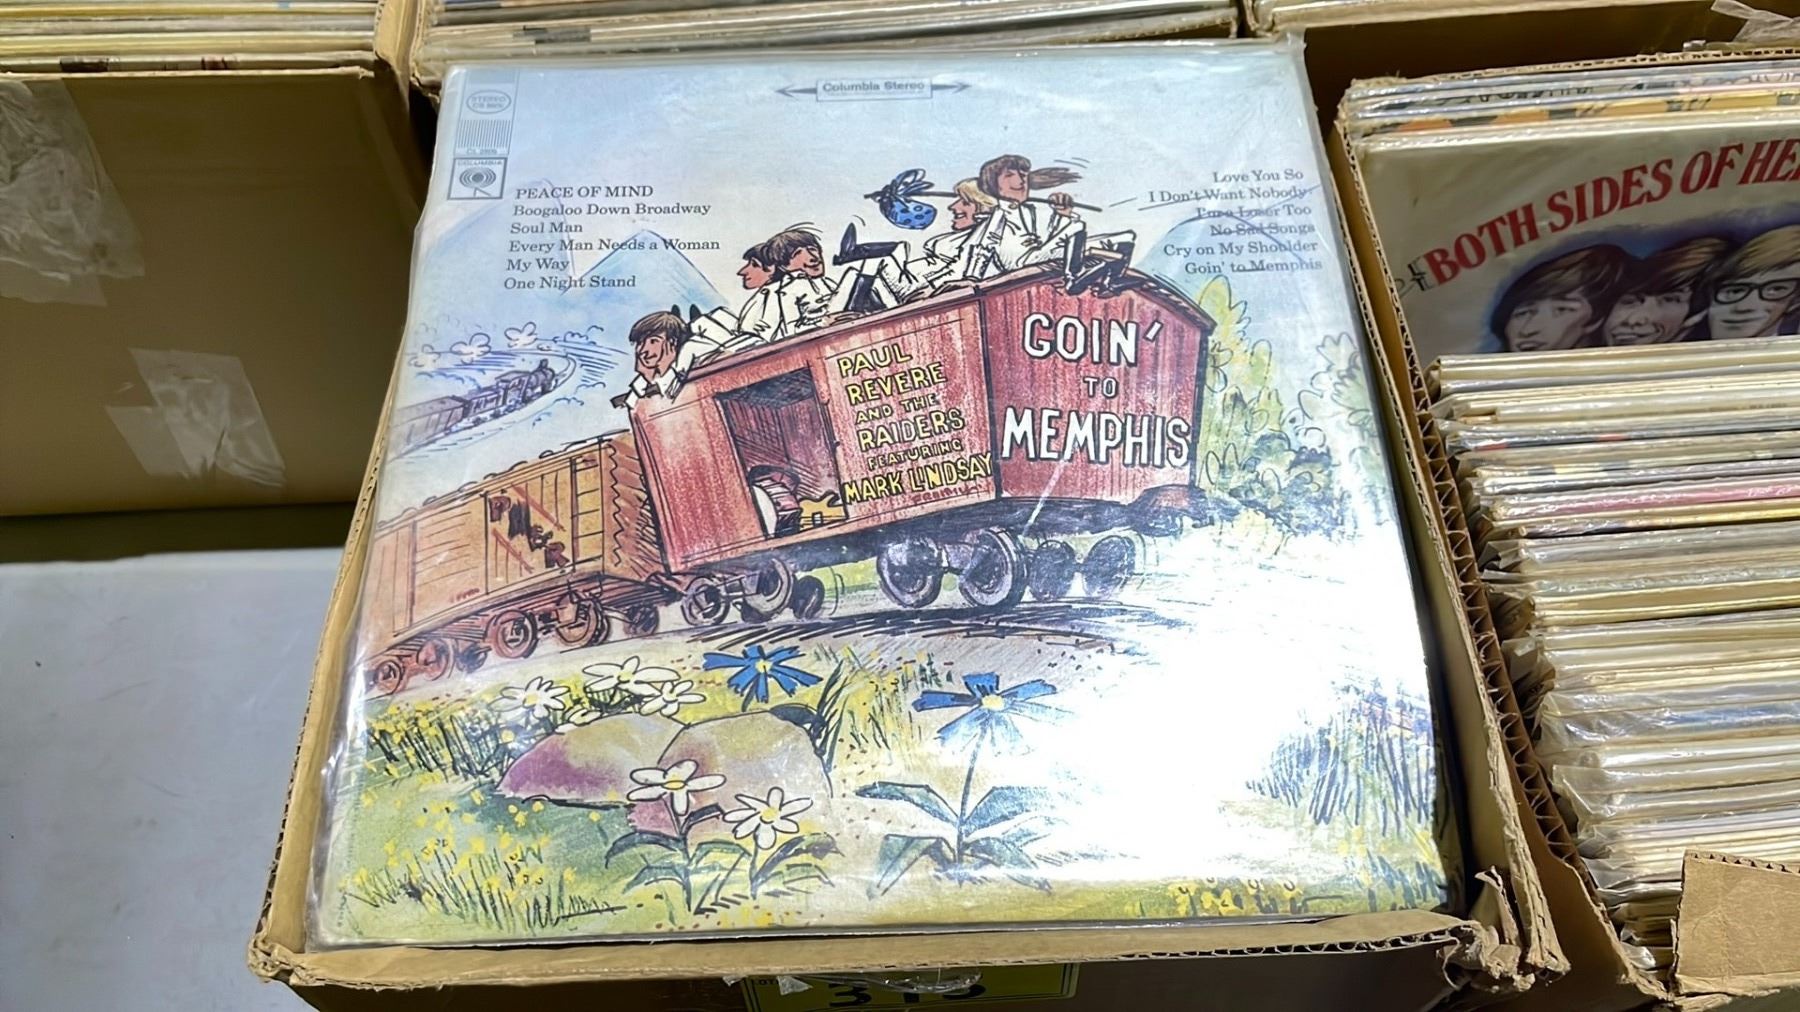 Columbia Stereo
STEREO
COLUMBIA
PEACE OF MIND
Boogaloo Down Broadway
Soul Man
Every Man Needs a Woman
My Way
One Night Stand
Love You So
I Don't Want Nobody
I'm a Loser Too
No Sad Songs
Cry on My Shoulder
Goin' to Memphis
PAUL
REVERE
AND THE
RAIDERS
FEATURING
MARK LINDSAY
GOIN'
TO
MEMPHIS
BOTH SIDES OF HE